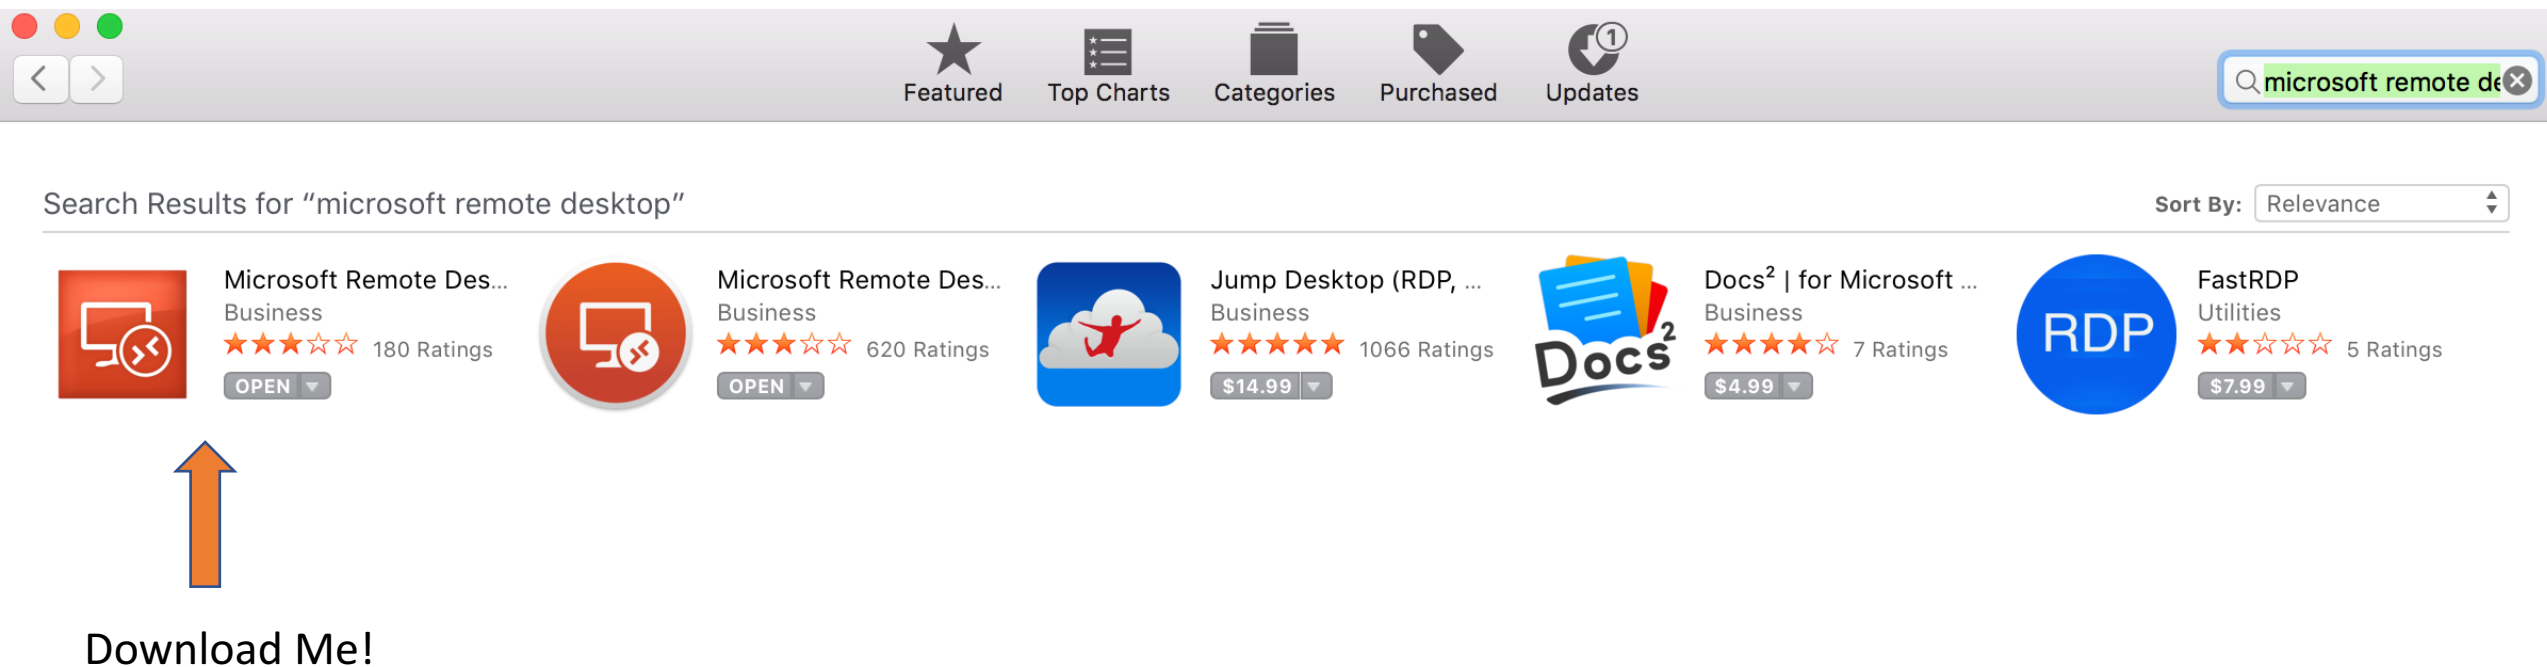 Featured
Top Charts
Categories
Purchased
1
Updates
microsoft remote de
Search Results for “microsoft remote desktop”
Sort By: Relevance
Microsoft Remote Des...
Business
180 Ratings
OPEN
Microsoft Remote Des...
Business
620 Ratings
OPEN
Jump Desktop (RDP, ...
Business
1066 Ratings
$14.99
Docs2
Docs² | for Microsoft ...
Business
7 Ratings
$4.99
RDP
FastRDP
Utilities
5 Ratings
$7.99
Download Me!